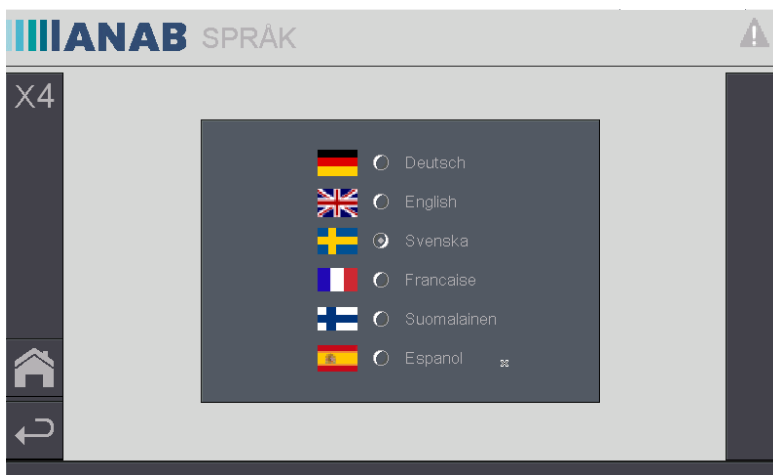 ANAB SPRÅK
X4
Deutsch
English
Svenska
Francaise
Suomalainen
Espanol